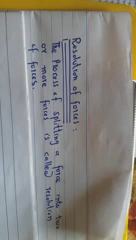 Resolution of forces:
The Process of splitting a force into two
or more forces is called resolution
of forces.